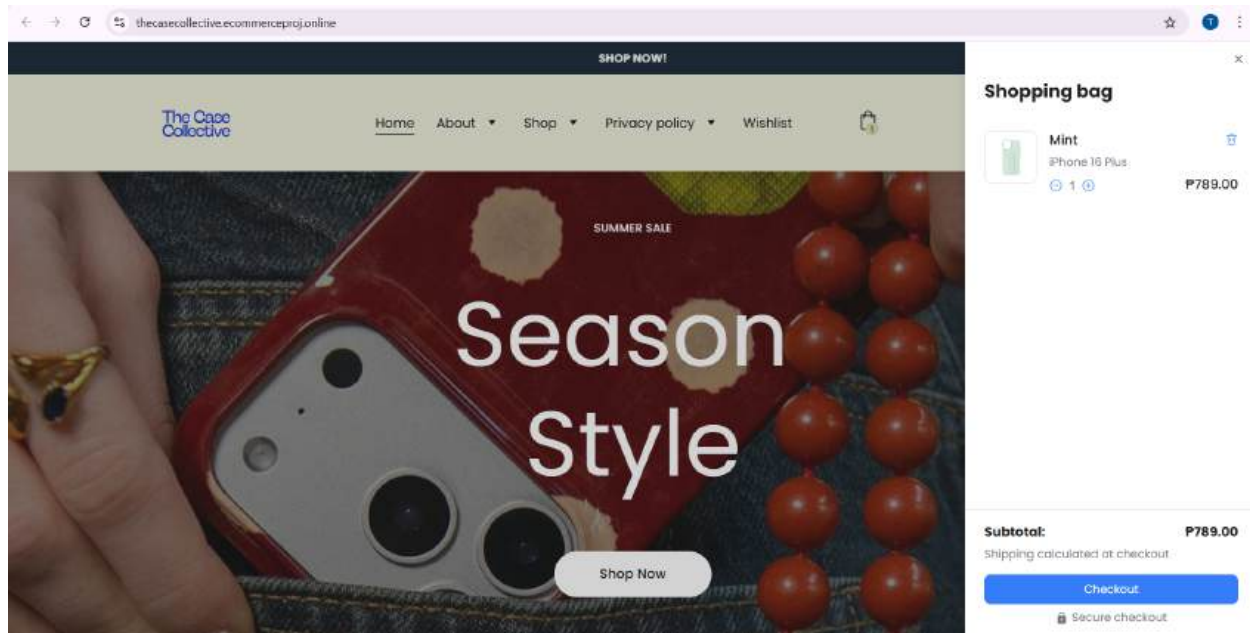 thecasecollective.ecommerceproj.online
T
SHOP NOW!
The Case
Collective
Home About Shop Privacy policy Wishlist
1
SUMMER SALE
Season
Style
Shop Now
Shopping bag
Mint
iPhone 16 Plus
1
₱789.00
Subtotal: ₱789.00
Shipping calculated at checkout
Checkout
Secure checkout